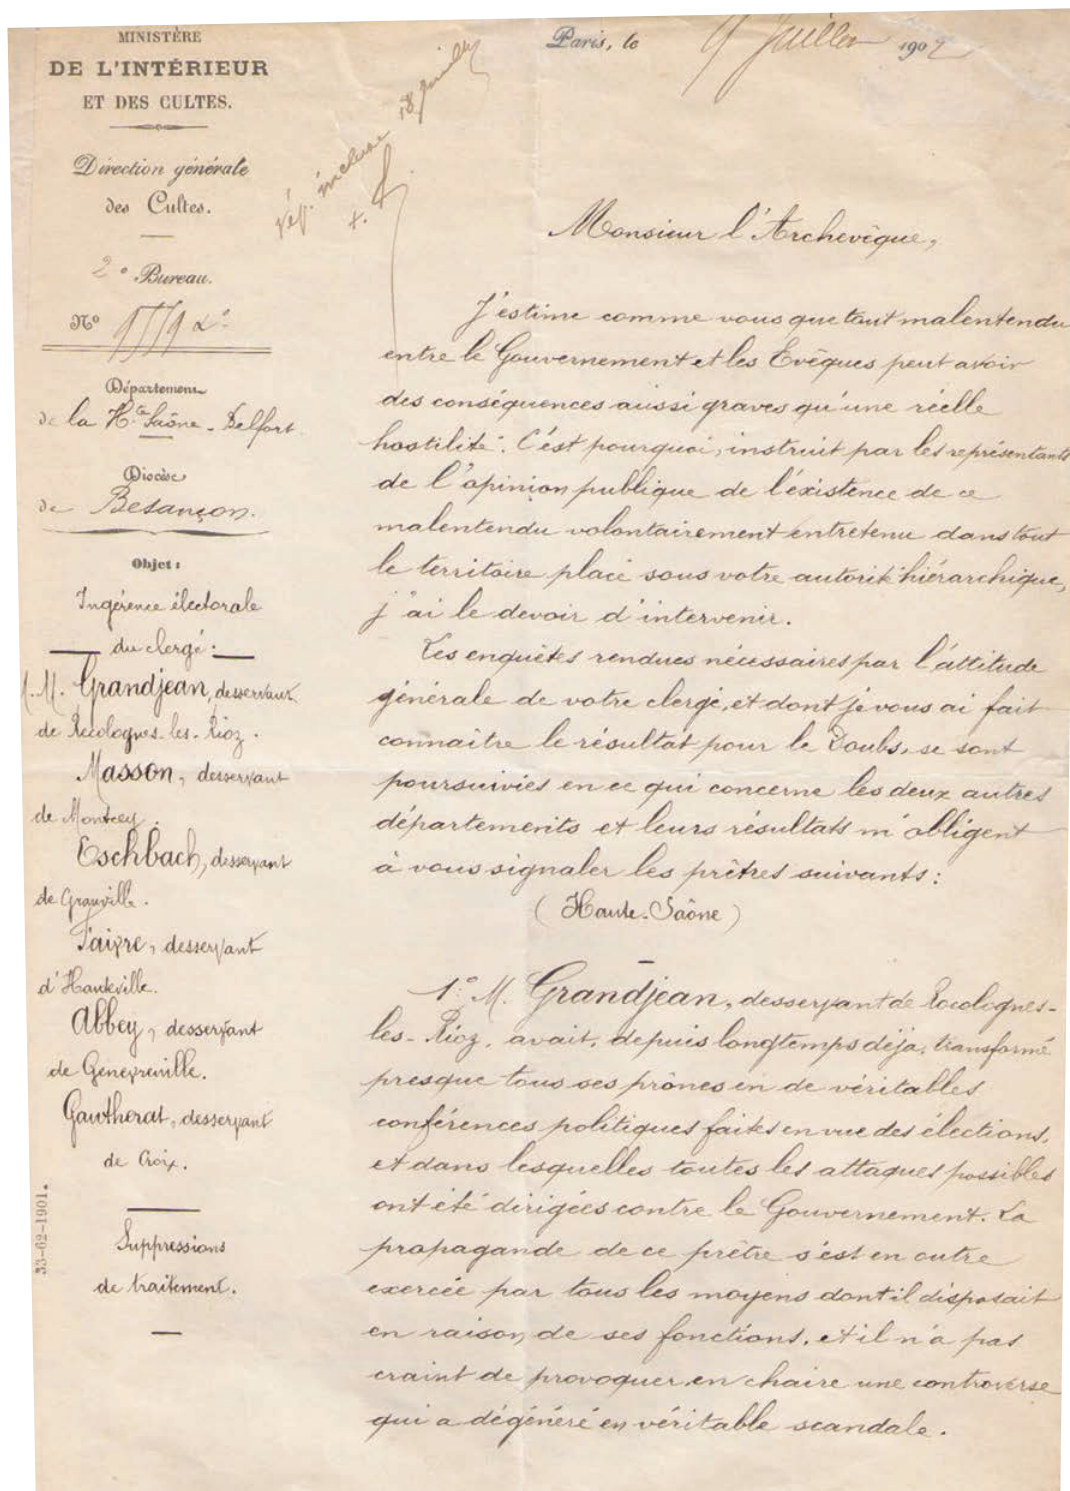 MINISTÈRE
DE L'INTÉRIEUR
ET DES CULTES.
Direction générale
des Cultes.
2e Bureau.
No
Département
de la Hte Saône - Belfort
Diocèse
de Besançon.
Objet :
Ingérence électorale
du clergé :
M.M. Grandjean, desservant
de Recologne-les-Rioz.
Masson, desservant
de Montcey.
Eschbach, desservant
de
Faivre, desservant
d'Hauteville.
Abbey, desservant
de Genevreuille.
Gautherat, desservant
de Croix.
Suppressions
de traitement.
33-62-1901.
Paris, le Juillet 1902
rép. incluse 18 juillet
Monsieur l'Archevêque,
J'estime comme vous que tout malentendu
entre le Gouvernement et les Evêques peut avoir
des conséquences aussi graves qu'une réelle
hostilité. C'est pourquoi, instruit par les représentants
de l'opinion publique de l'existence de ce
malentendu volontairement entretenu dans tout
le territoire placé sous votre autorité hiérarchique,
j'ai le devoir d'intervenir.
Les enquêtes rendues nécessaires par l'attitude
générale de votre clergé, et dont je vous ai fait
connaître le résultat pour le Doubs, se sont
poursuivies en ce qui concerne les deux autres
départements et leurs résultats m'obligent
à vous signaler les prêtres suivants :
(Haute-Saône)
1º M. Grandjean, desservant de Recologne-
les-Rioz, avait, depuis longtemps déja, transformé
presque tous ses prônes en de véritables
conférences politiques faites en vue des élections,
et dans lesquelles toutes les attaques possibles
ont été dirigées contre le Gouvernement. La
propagande de ce prêtre s'est en outre
exercée par tous les moyens dont il disposait
en raison de ses fonctions, et il n'a pas
craint de provoquer en chaire une controverse
qui a dégénéré en véritable scandale.